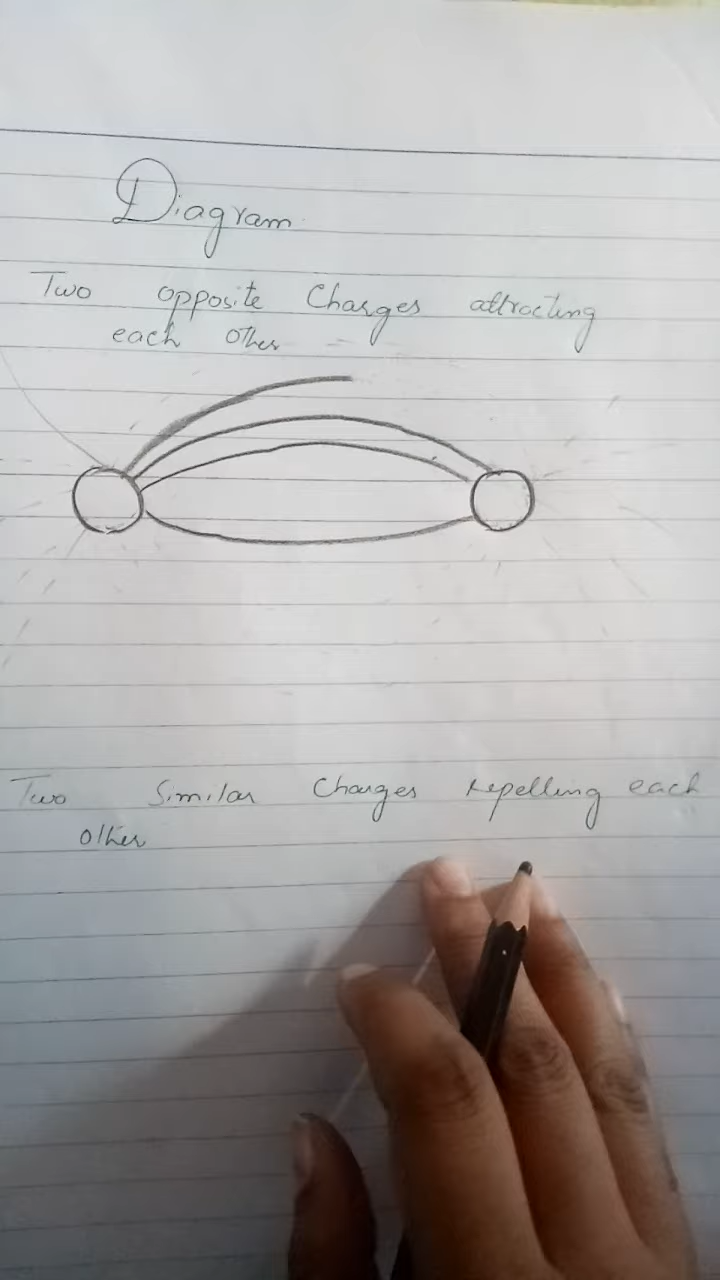 Diagram
Two opposite Charges attracting
each other
Two Similar Charges repelling each
other